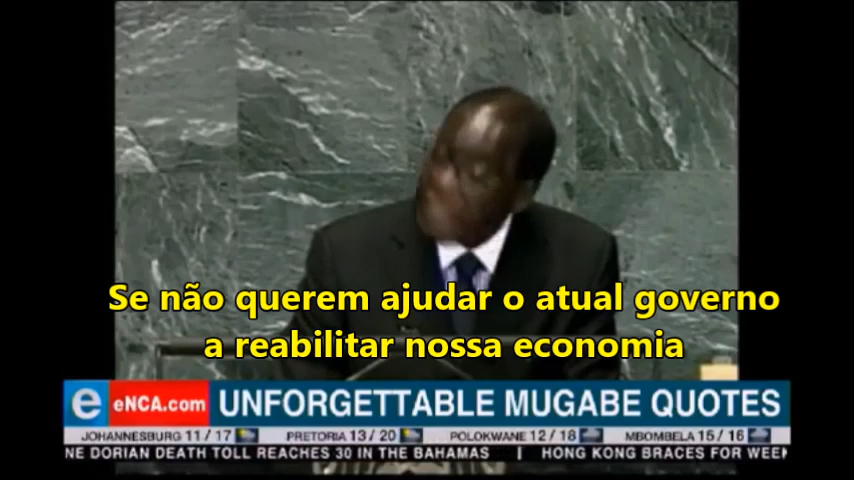 Se não querem ajudar o atual governo
a reabilitar nossa economia
e eNCA.com UNFORGETTABLE MUGABE QUOTES
JOHANNESBURG 11 / 17 PRETORIA 13 / 20 POLOKWANE 12 / 18 MBOMBELA 15 / 16
NE DORIAN DEATH TOLL REACHES 30 IN THE BAHAMAS | HONG KONG BRACES FOR WEEK